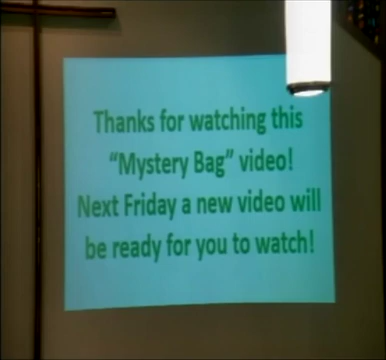 Thanks for watching this
“Mystery Bag” video!
Next Friday a new video will
be ready for you to watch!